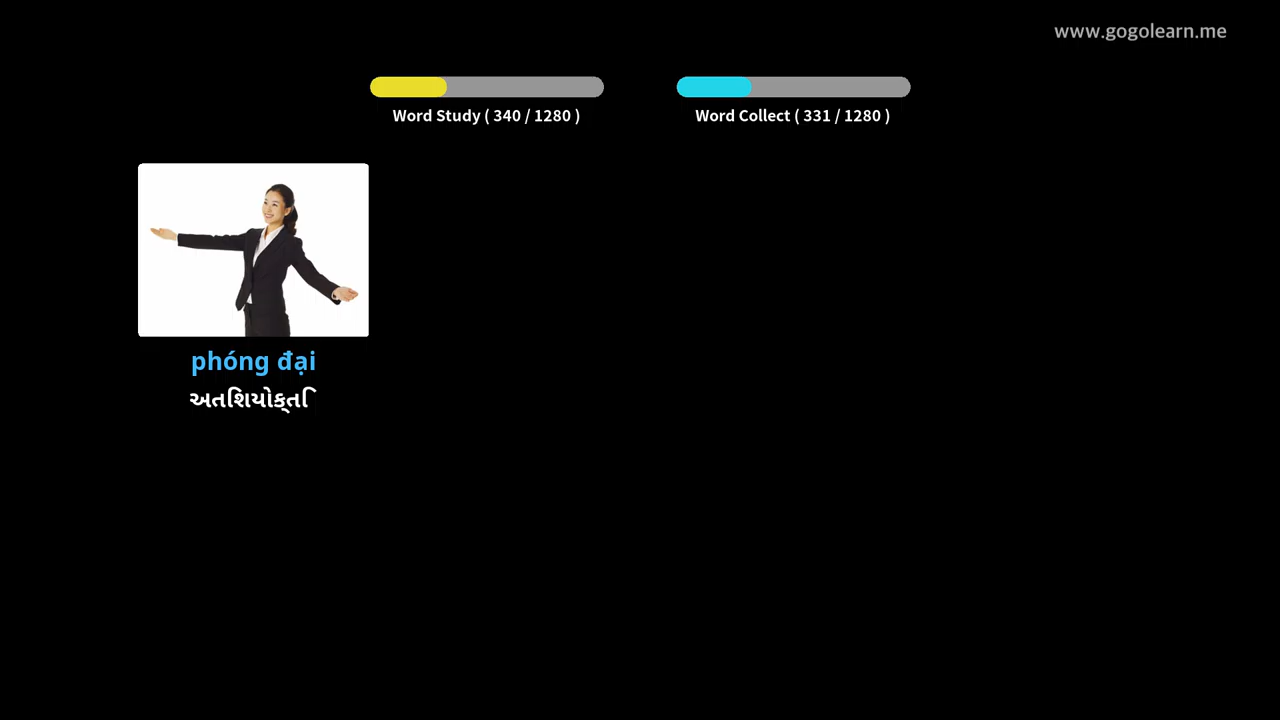 www.gogolearn.me
Word Study ( 340 / 1280 )
Word Collect ( 331 / 1280 )
phóng đại
અતિશયોક્તિ